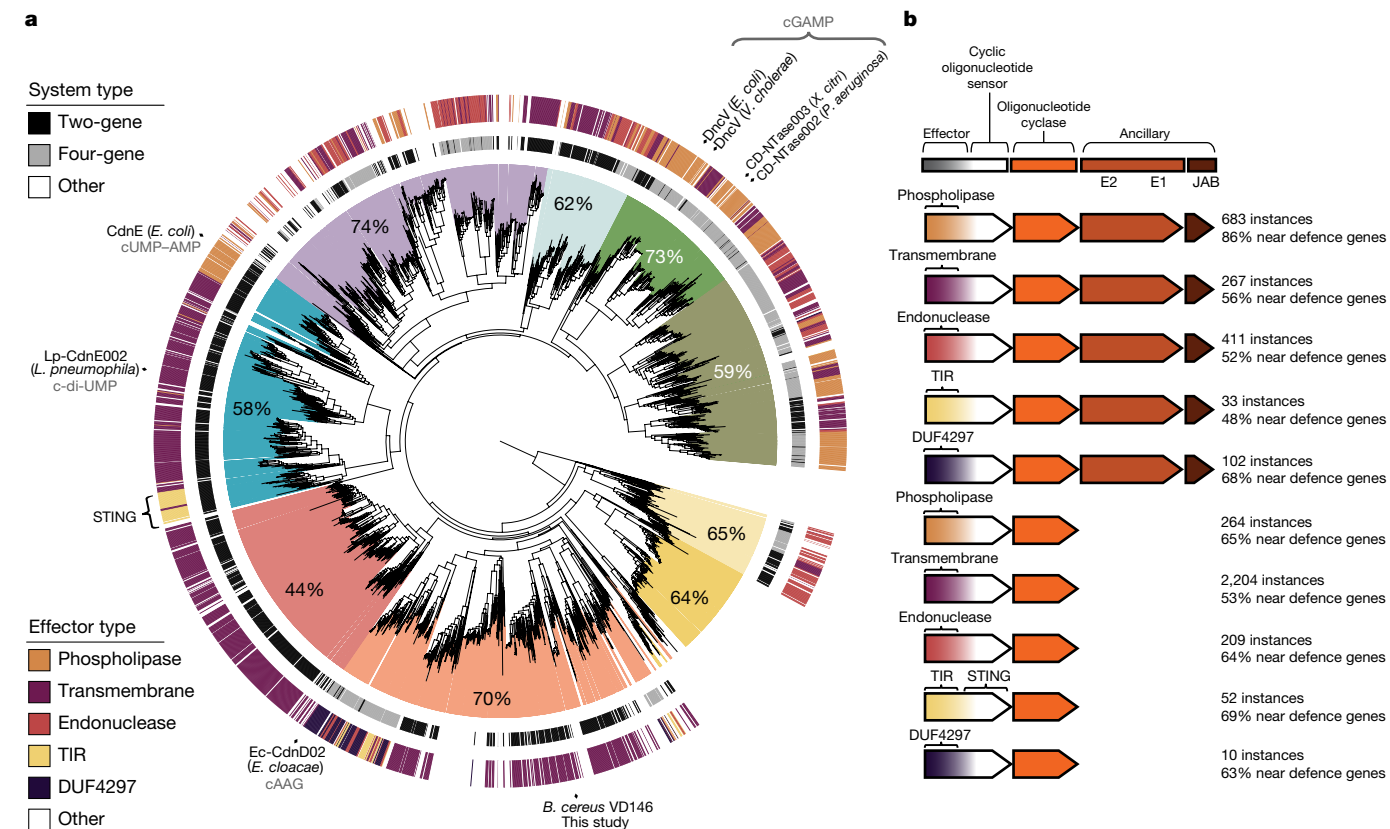 a
System type
Two-gene
Four-gene
Other
cGAMP
DncV (E. coli)
DncV (V. cholerae)
CD-NTase003 (X. citri)
CD-NTase002 (P. aeruginosa)
CdnE (E. coli)
cUMP–AMP
Lp-CdnE002
(L. pneumophila)
c-di-UMP
STING
74%
62%
73%
59%
58%
44%
70%
65%
64%
Effector type
Phospholipase
Transmembrane
Endonuclease
TIR
DUF4297
Other
Ec-CdnD02
(E. cloacae)
cAAG
B. cereus VD146
This study
b
Cyclic
oligonucleotide
sensor
Oligonucleotide
cyclase
Effector
Ancillary
E2 E1 JAB
Phospholipase
683 instances
86% near defence genes
Transmembrane
267 instances
56% near defence genes
Endonuclease
411 instances
52% near defence genes
TIR
33 instances
48% near defence genes
DUF4297
102 instances
68% near defence genes
Phospholipase
264 instances
65% near defence genes
Transmembrane
2,204 instances
53% near defence genes
Endonuclease
209 instances
64% near defence genes
TIR STING
52 instances
69% near defence genes
DUF4297
10 instances
63% near defence genes